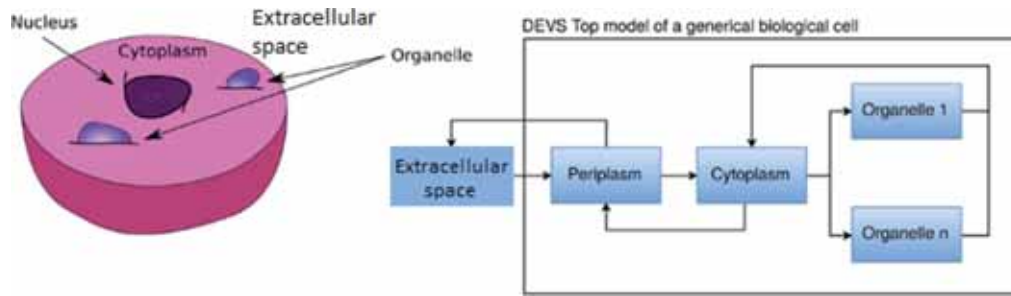 Nucleus
Extracellular
space
Cytoplasm
Organelle
DEVS Top model of a generical biological cell
Extracellular
space
Periplasm
Cytoplasm
Organelle 1
Organelle n